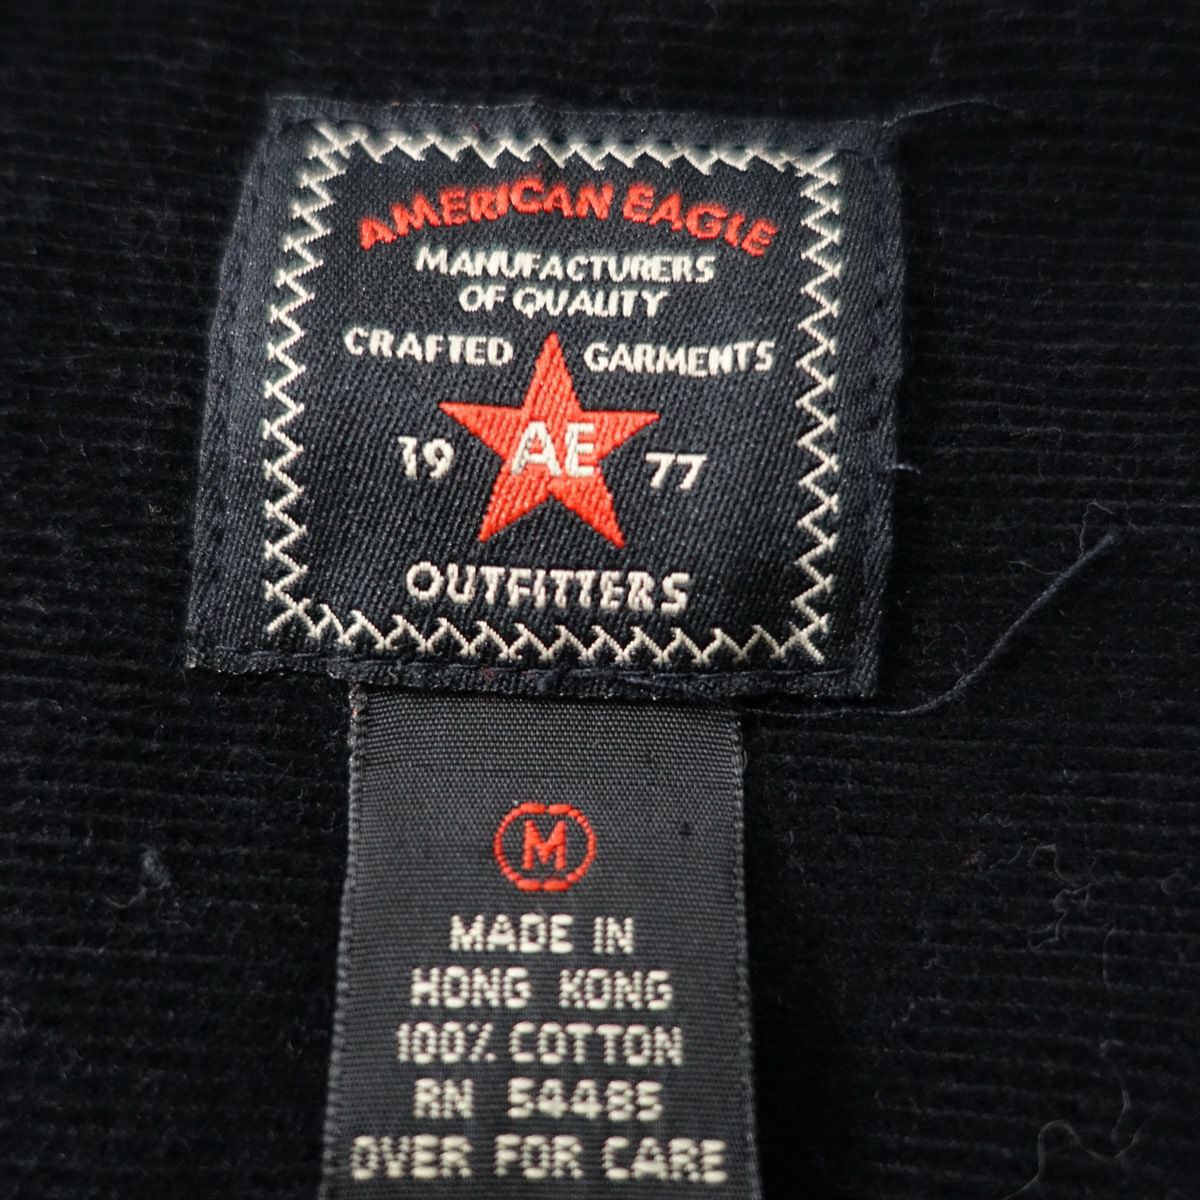 AMERICAN EAGLE
MANUFACTURERS
OF QUALITY
CRAFTED GARMENTS
19 AE 77
OUTFITTERS
M
MADE IN
HONG KONG
100% COTTON
RN 54485
OVER FOR CARE